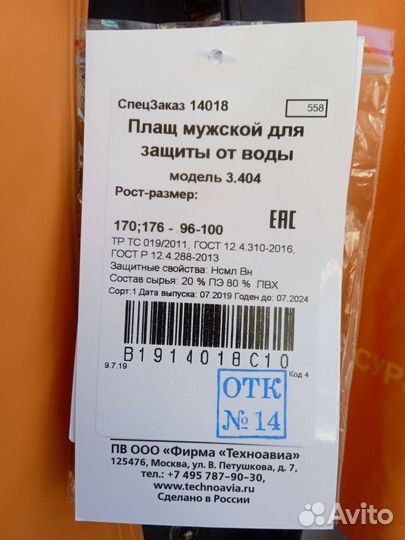 СпецЗаказ 14018
558
Плащ мужской для
защиты от воды
модель 3.404
Рост-размер:
170;176 - 96-100
ЕАС
ТР ТС 019/2011, ГОСТ 12.4.310-2016,
ГОСТ Р 12.4.288-2013
Защитные свойства: Нсмл Вн
Состав сырья: 20 % ПЭ 80 % ПВХ
Сорт:1 Дата выпуска: 07.2019 Годен до: 07.2024
B1914018C10
9.7.19
Код 4
ОТК
№14
ПВ ООО «Фирма «Техноавиа»
125476, Москва, ул. В. Петушкова, д. 7,
тел.: +7 495 787-90-30,
www.technoavia.ru
Сделано в России
СУР
Avito